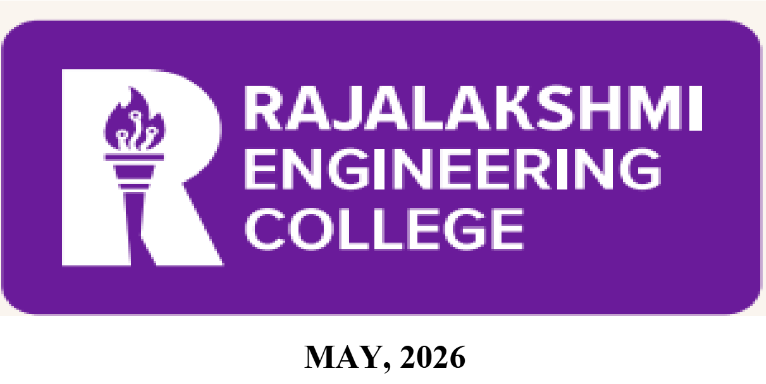 RAJALAKSHMI
ENGINEERING
COLLEGE
MAY, 2026